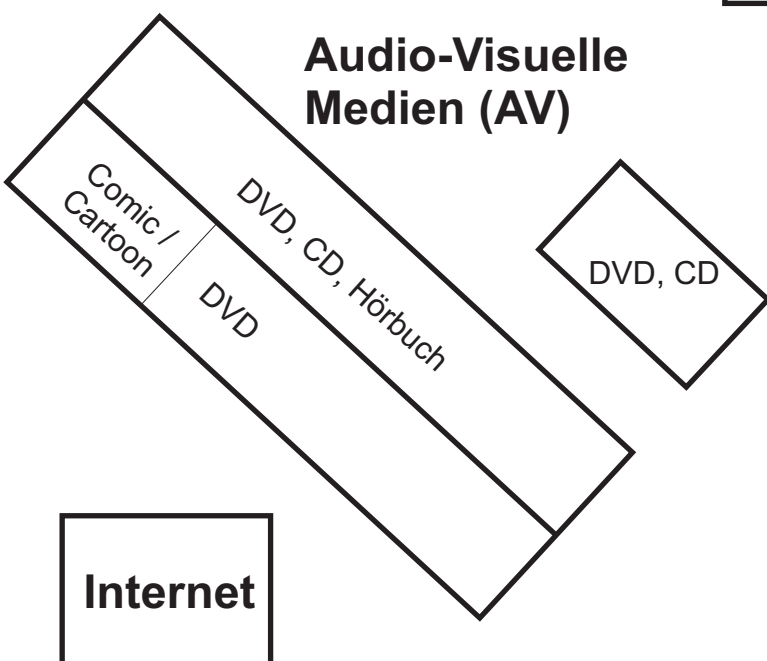 Audio-Visuelle
Medien (AV)
Comic /
Cartoon
DVD, CD, Hörbuch
DVD
DVD, CD
Internet